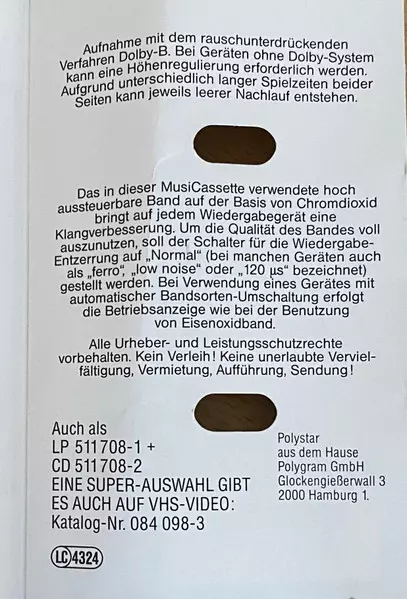 Aufnahme mit dem rauschunterdrückenden
Verfahren Dolby-B. Bei Geräten ohne Dolby-System
kann eine Höhenregulierung erforderlich werden.
Aufgrund unterschiedlich langer Spielzeiten beider
Seiten kann jeweils leerer Nachlauf entstehen.
Das in dieser MusiCassette verwendete hoch
aussteuerbare Band auf der Basis von Chromdioxid
bringt auf jedem Wiedergabegerät eine
Klangverbesserung. Um die Qualität des Bandes voll
auszunutzen, soll der Schalter für die Wiedergabe-
Entzerrung auf „Normal" (bei manchen Geräten auch
als „ferro", „low noise" oder „120 µs" bezeichnet)
gestellt werden. Bei Verwendung eines Gerätes mit
automatischer Bandsorten-Umschaltung erfolgt
die Betriebsanzeige wie bei der Benutzung
von Eisenoxidband.
Alle Urheber- und Leistungsschutzrechte
vorbehalten. Kein Verleih! Keine unerlaubte Verviel-
fältigung, Vermietung, Aufführung, Sendung!
Auch als
LP 511 708-1 +
CD 511 708-2
EINE SUPER-AUSWAHL GIBT
ES AUCH AUF VHS-VIDEO:
Katalog-Nr. 084 098-3
Polystar
aus dem Hause
Polygram GmbH
Glockengießerwall 3
2000 Hamburg 1.
LC 4324